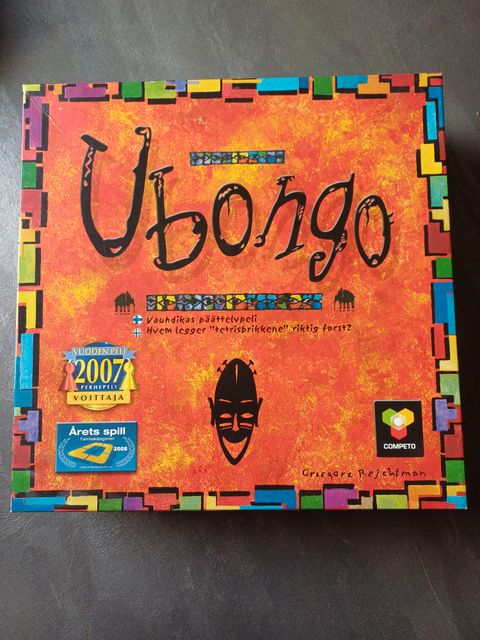 Ubongo
Vauhdikas päättelypeli
Hvem legger "tetrisbrikkene" riktig først?
VUODEN PELI
2007
PERHEPELI
VOITTAJA
Årets spill
Familiekategorien
2008
COMPETO
Grzegorz Rejchtman